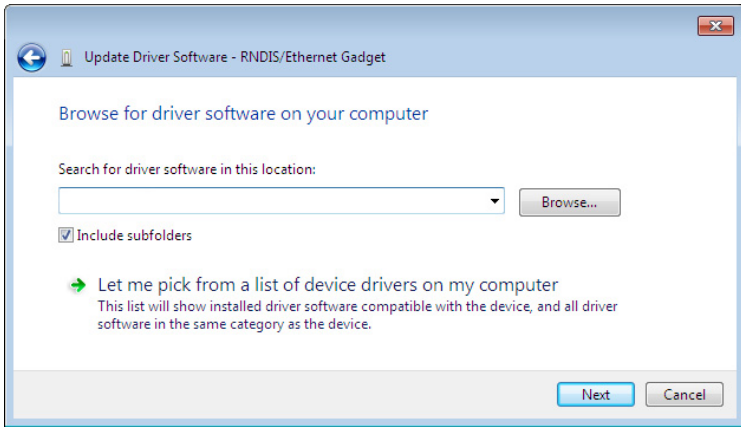 Update Driver Software - RNDIS/Ethernet Gadget
Browse for driver software on your computer
Search for driver software in this location:
Browse...
Include subfolders
Let me pick from a list of device drivers on my computer
This list will show installed driver software compatible with the device, and all driver
software in the same category as the device.
Next
Cancel